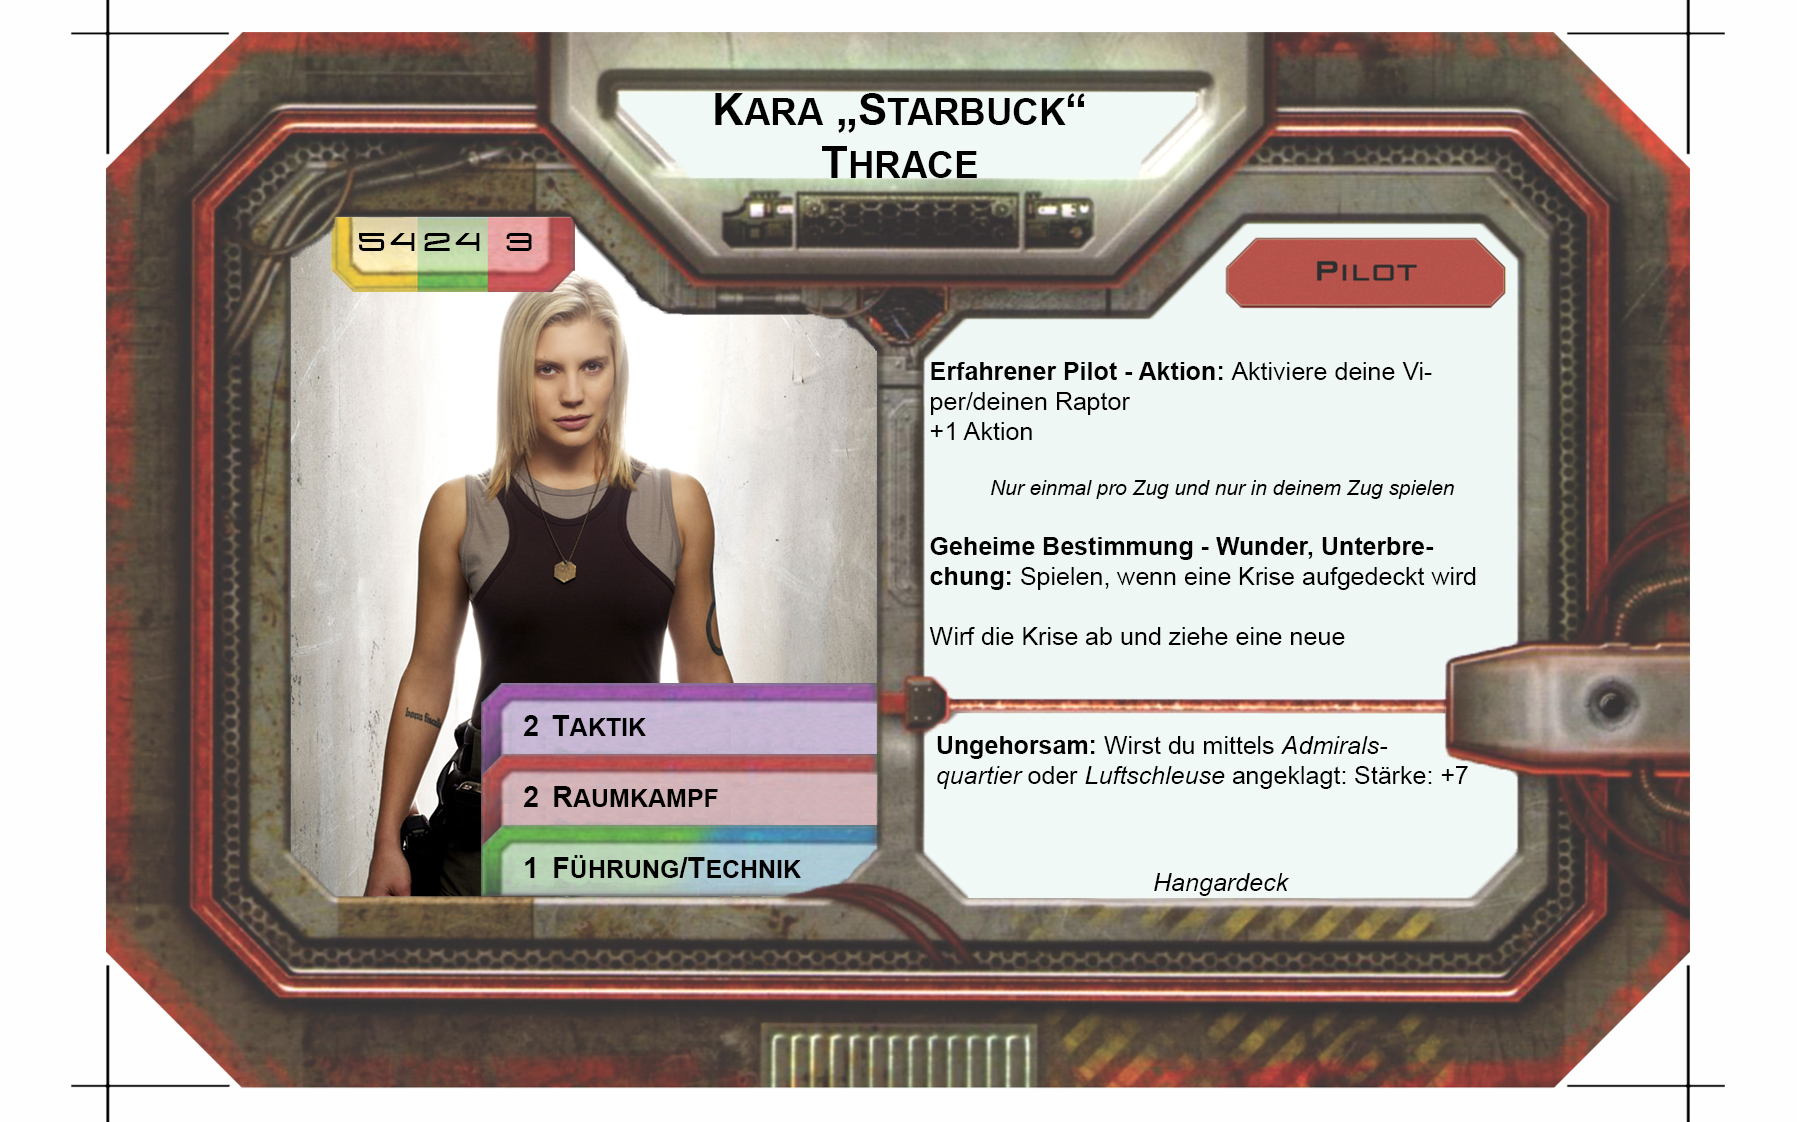 KARA „STARBUCK“
THRACE
54 24 3
PILOT
Erfahrener Pilot - Aktion: Aktiviere deine Vi-
per/deinen Raptor
+1 Aktion
Nur einmal pro Zug und nur in deinem Zug spielen
Geheime Bestimmung - Wunder, Unterbre-
chung: Spielen, wenn eine Krise aufgedeckt wird
Wirf die Krise ab und ziehe eine neue
2 TAKTIK
2 RAUMKAMPF
1 FÜHRUNG/TECHNIK
Ungehorsam: Wirst du mittels Admirals-
quartier oder Luftschleuse angeklagt: Stärke: +7
Hangardeck